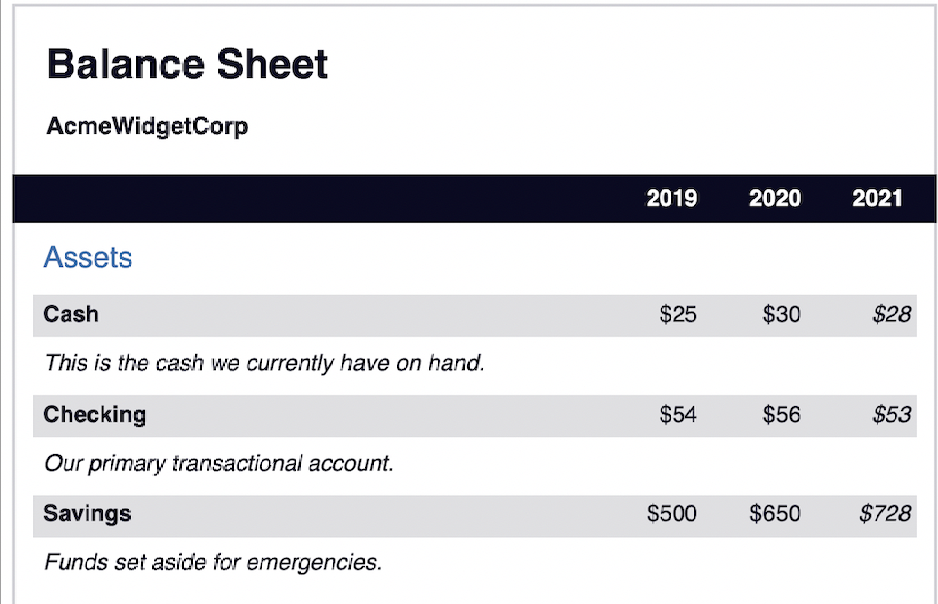 Balance Sheet
AcmeWidgetCorp
2019 2020 2021
Assets
Cash $25 $30 $28
This is the cash we currently have on hand.
Checking $54 $56 $53
Our primary transactional account.
Savings $500 $650 $728
Funds set aside for emergencies.